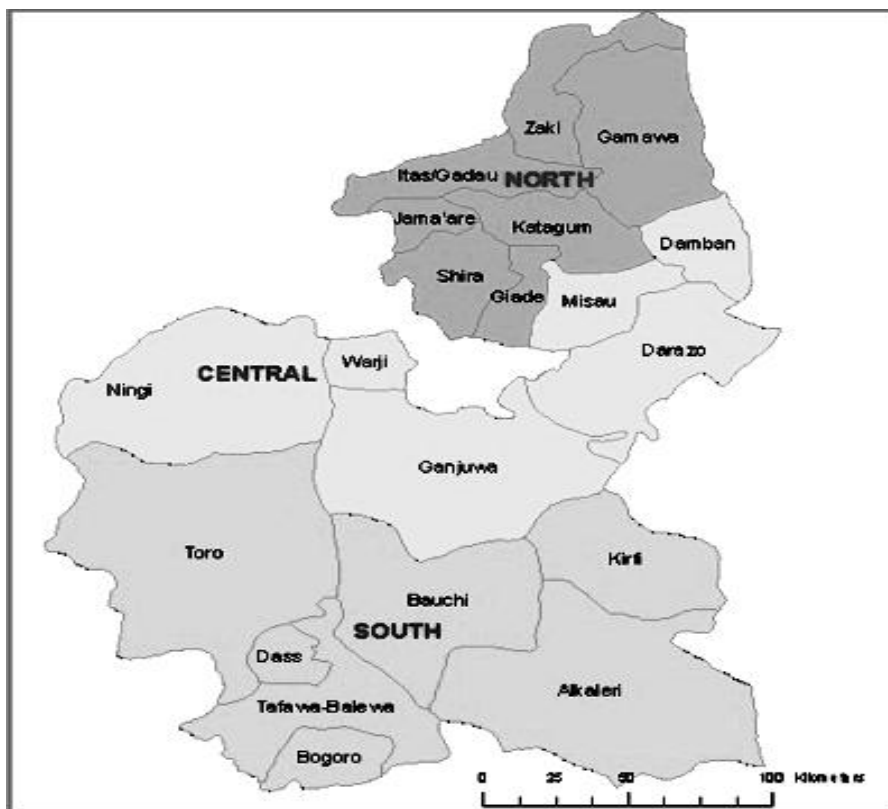 Zaki
Gamawa
Itas/Gadau
NORTH
Jama'are
Katagum
Damban
Shira
Giade
Misau
Darazo
Warji
CENTRAL
Ningi
Ganjuwa
Toro
Kirfi
Bauchi
SOUTH
Dass
Alkaleri
Tafawa-Balewa
Bogoro
0 25 50 100 Kilometers